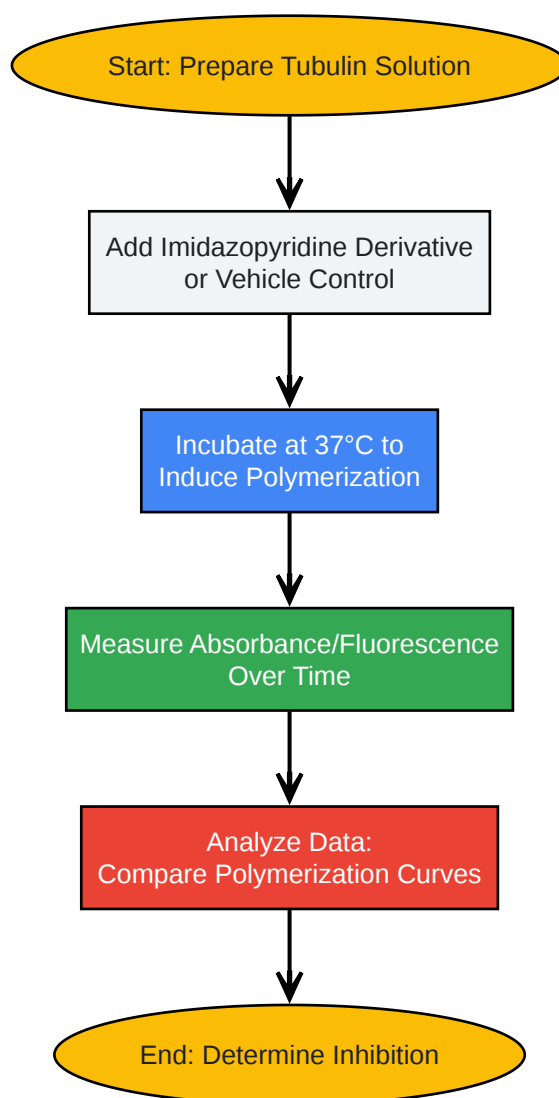 Start: Prepare Tubulin Solution
Add Imidazopyridine Derivative
or Vehicle Control
Incubate at 37°C to
Induce Polymerization
Measure Absorbance/Fluorescence
Over Time
Analyze Data:
Compare Polymerization Curves
End: Determine Inhibition